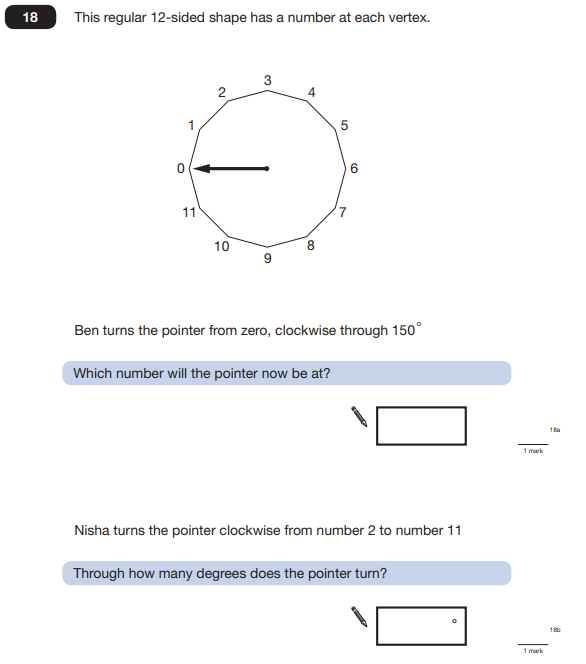 18 This regular 12-sided shape has a number at each vertex.
3
2 4
1 5
0 6
11 7
10 8
9
Ben turns the pointer from zero, clockwise through 150°
Which number will the pointer now be at?
18a
1 mark
Nisha turns the pointer clockwise from number 2 to number 11
Through how many degrees does the pointer turn?
°
18b
1 mark